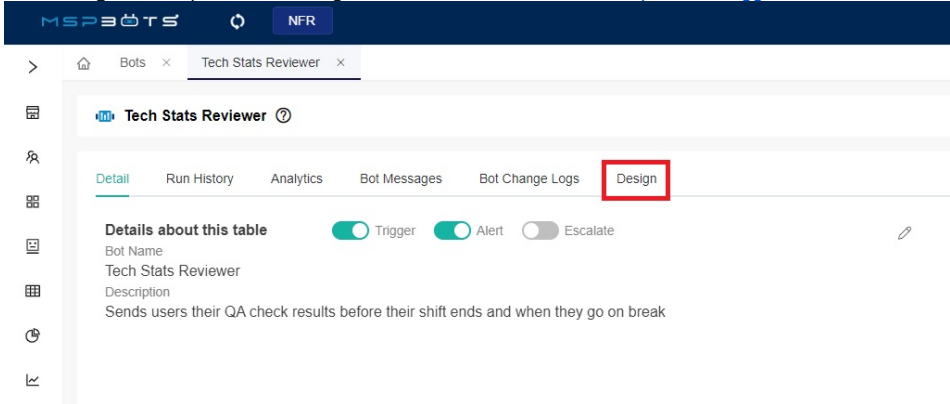 MSPBOTS NFR
Bots Tech Stats Reviewer
Tech Stats Reviewer
Detail Run History Analytics Bot Messages Bot Change Logs Design
Details about this table Trigger Alert Escalate
Bot Name
Tech Stats Reviewer
Description
Sends users their QA check results before their shift ends and when they go on break